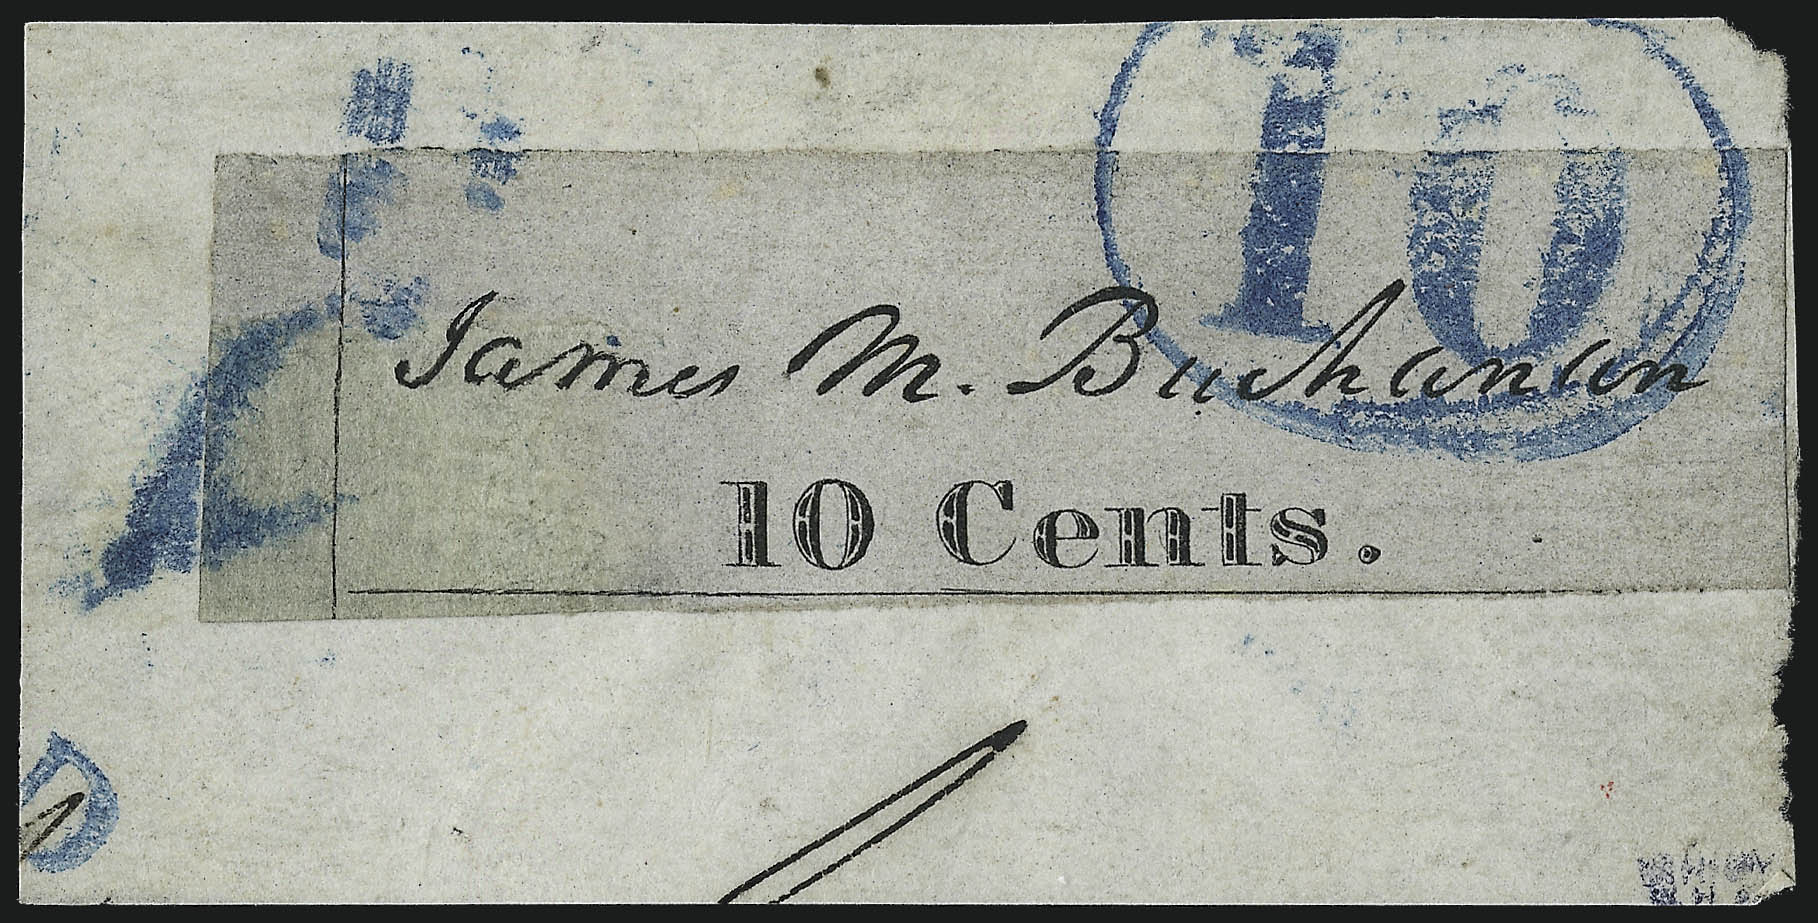 10
James M. Buchanan
10 Cents.
D